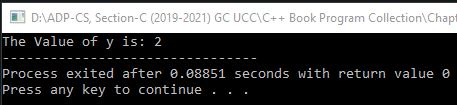 D:\ADP-CS, Section-C (2019-2021) GC UCC\C++ Book Program Collection\Chapt
The Value of y is: 2
--------------------------------
Process exited after 0.08851 seconds with return value 0
Press any key to continue . . .